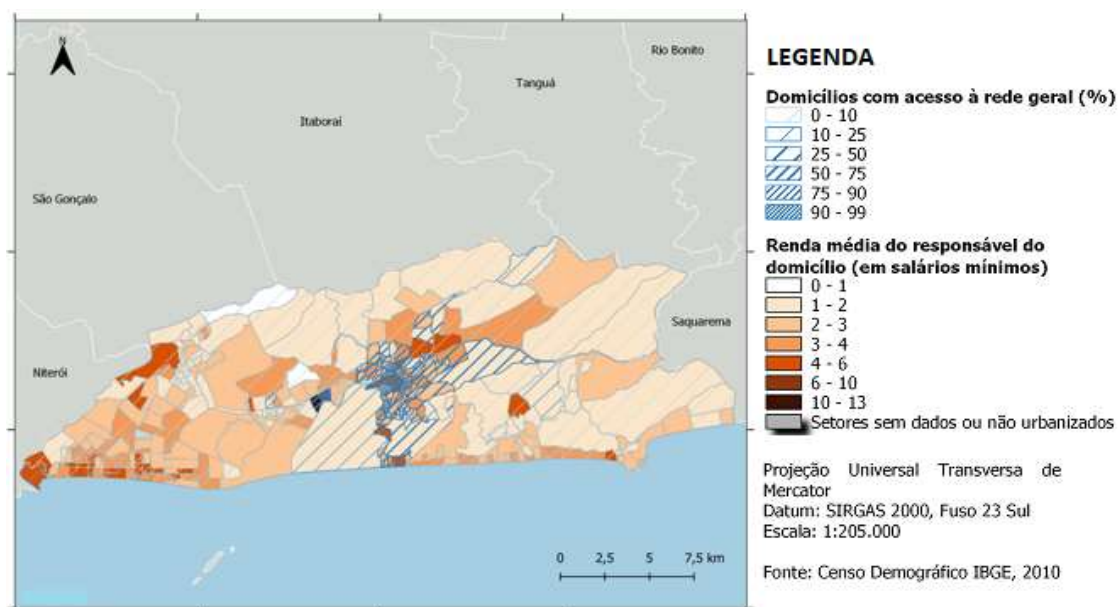 N
Rio Bonito
Tanguá
Itaboraí
São Gonçalo
Saquarema
Niterói
0 2,5 5 7,5 km
LEGENDA
Domicílios com acesso à rede geral (%)
0 - 10
10 - 25
25 - 50
50 - 75
75 - 90
90 - 99
Renda média do responsável do
domicílio (em salários mínimos)
0 - 1
1 - 2
2 - 3
3 - 4
4 - 6
6 - 10
10 - 13
Setores sem dados ou não urbanizados
Projeção Universal Transversa de
Mercator
Datum: SIRGAS 2000, Fuso 23 Sul
Escala: 1:205.000
Fonte: Censo Demográfico IBGE, 2010